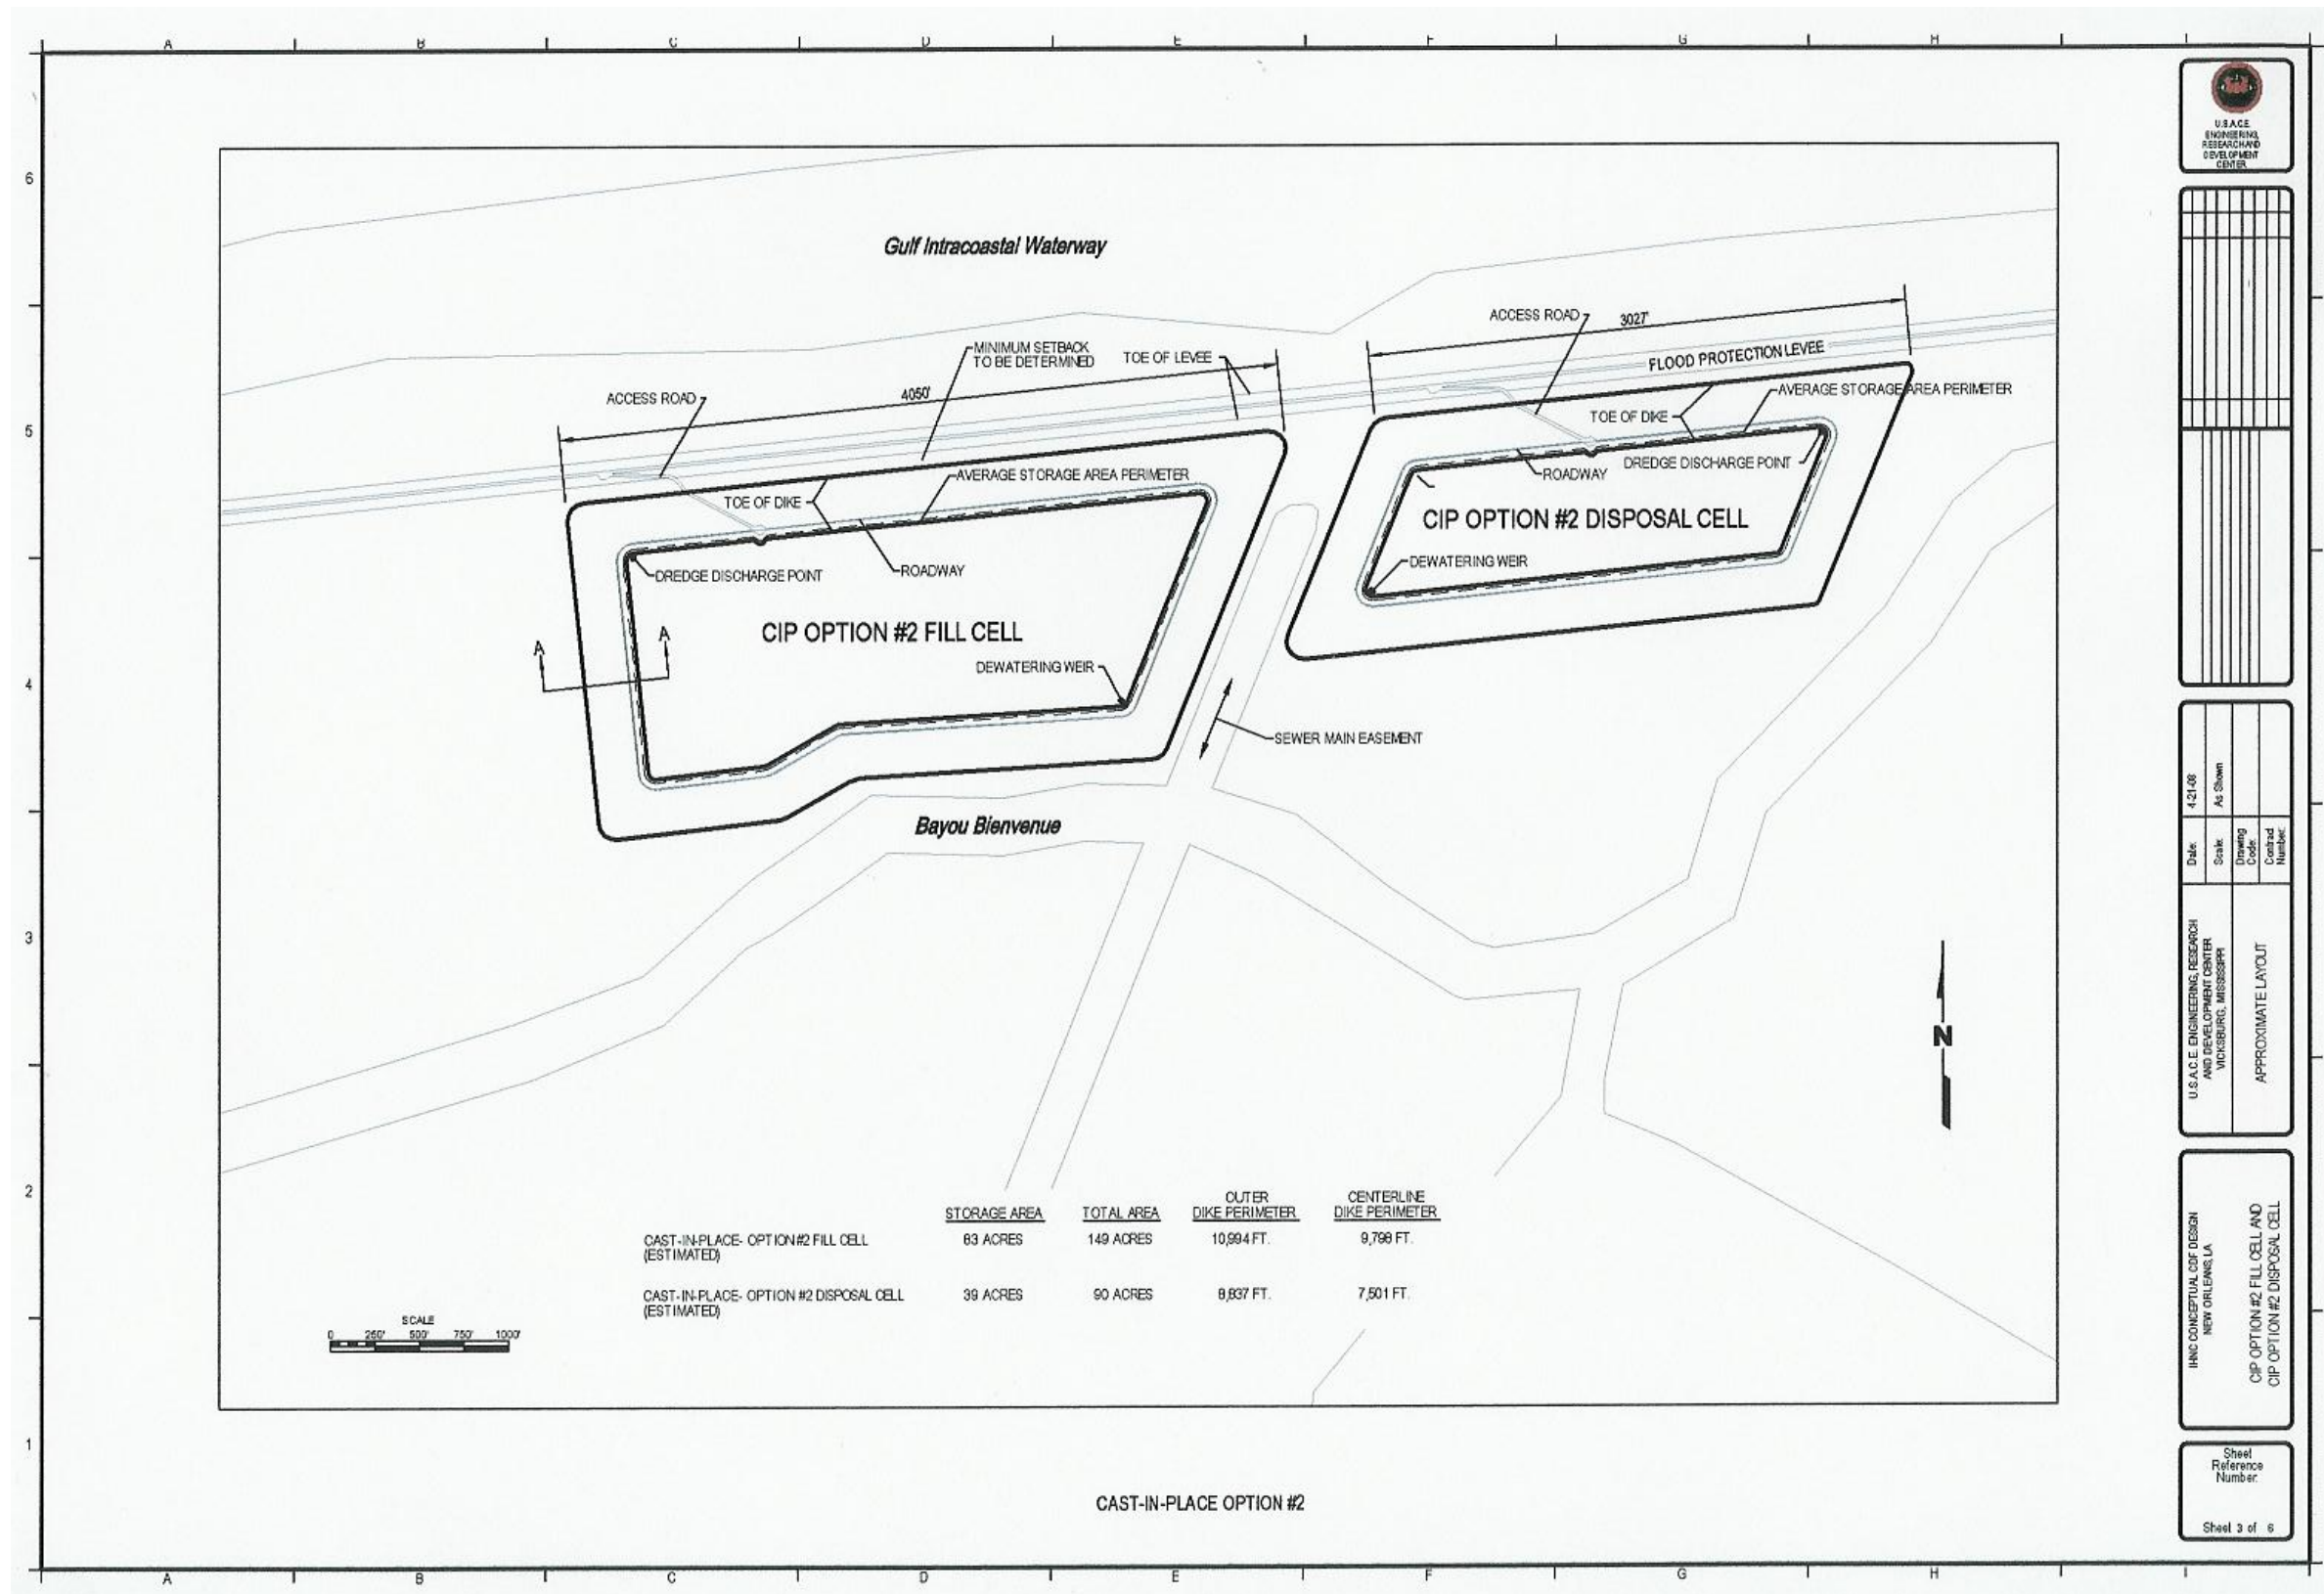 A B C D E F G H
6
5
4
3
2
1
Gulf Intracoastal Waterway
ACCESS ROAD
3027'
MINIMUM SETBACK
TO BE DETERMINED
TOE OF LEVEE
FLOOD PROTECTION LEVEE
ACCESS ROAD
4050'
AVERAGE STORAGE AREA PERIMETER
TOE OF DIKE
AVERAGE STORAGE AREA PERIMETER
TOE OF DIKE
ROADWAY
DREDGE DISCHARGE POINT
CIP OPTION #2 DISPOSAL CELL
DREDGE DISCHARGE POINT
ROADWAY
DEWATERING WEIR
CIP OPTION #2 FILL CELL
A
A
DEWATERING WEIR
SEWER MAIN EASEMENT
Bayou Bienvenue
N
STORAGE AREA TOTAL AREA OUTER DIKE PERIMETER CENTERLINE DIKE PERIMETER
CAST-IN-PLACE- OPTION #2 FILL CELL 83 ACRES 149 ACRES 10,994 FT. 9,798 FT.
(ESTIMATED)
CAST-IN-PLACE- OPTION #2 DISPOSAL CELL 39 ACRES 90 ACRES 8,837 FT. 7,501 FT.
(ESTIMATED)
SCALE
0 250' 500' 750' 1000'
CAST-IN-PLACE OPTION #2
A B C D E F G H I
U.S.A.C.E.
ENGINEERING,
RESEARCH AND
DEVELOPMENT
CENTER
Date: 4-21-08
Scale: As Shown
Drawing
Code:
Contract
Number:
U.S.A.C.E. ENGINEERING, RESEARCH
AND DEVELOPMENT CENTER
VICKSBURG, MISSISSIPPI
APPROXIMATE LAYOUT
IHNC CONCEPTUAL CDF DESIGN
NEW ORLEANS, LA
CIP OPTION #2 FILL CELL AND
CIP OPTION #2 DISPOSAL CELL
Sheet
Reference
Number:
Sheet 3 of 6